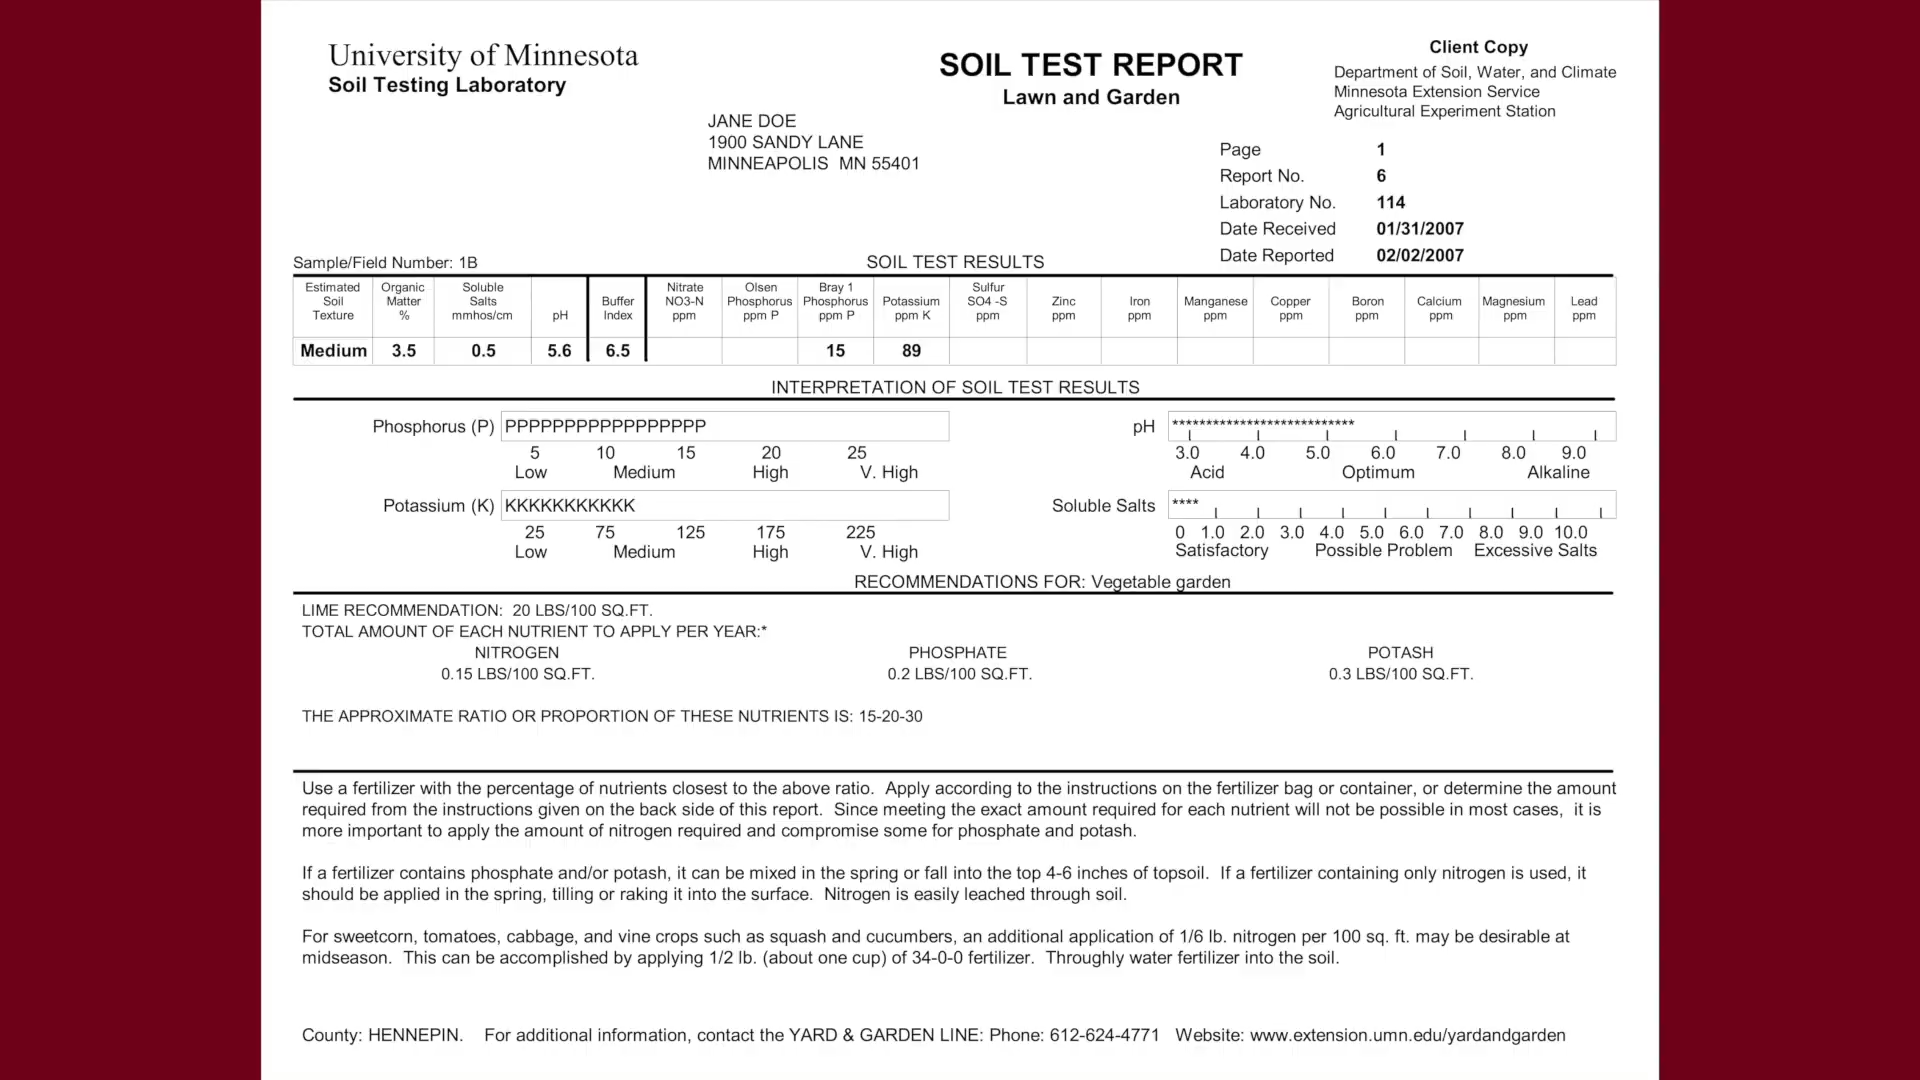 University of Minnesota
Soil Testing Laboratory
SOIL TEST REPORT
Lawn and Garden
Client Copy
Department of Soil, Water, and Climate
Minnesota Extension Service
Agricultural Experiment Station
JANE DOE
1900 SANDY LANE
MINNEAPOLIS MN 55401
Page 1
Report No. 6
Laboratory No. 114
Date Received 01/31/2007
Date Reported 02/02/2007
Sample/Field Number: 1B
SOIL TEST RESULTS
Estimated Soil Texture | Organic Matter % | Soluble Salts mmhos/cm | pH | Buffer Index | Nitrate NO3-N ppm | Olsen Phosphorus ppm P | Bray 1 Phosphorus ppm P | Potassium ppm K | Sulfur SO4 -S ppm | Zinc ppm | Iron ppm | Manganese ppm | Copper ppm | Boron ppm | Calcium ppm | Magnesium ppm | Lead ppm
Medium 3.5 0.5 5.6 6.5 15 89
INTERPRETATION OF SOIL TEST RESULTS
Phosphorus (P) PPPPPPPPPPPPPPPPP
5 10 15 20 25
Low Medium High V. High
pH ***************************
3.0 4.0 5.0 6.0 7.0 8.0 9.0
Acid Optimum Alkaline
Potassium (K) KKKKKKKKKKK
25 75 125 175 225
Low Medium High V. High
Soluble Salts ****
0 1.0 2.0 3.0 4.0 5.0 6.0 7.0 8.0 9.0 10.0
Satisfactory Possible Problem Excessive Salts
RECOMMENDATIONS FOR: Vegetable garden
LIME RECOMMENDATION: 20 LBS/100 SQ.FT.
TOTAL AMOUNT OF EACH NUTRIENT TO APPLY PER YEAR:*
NITROGEN PHOSPHATE POTASH
0.15 LBS/100 SQ.FT. 0.2 LBS/100 SQ.FT. 0.3 LBS/100 SQ.FT.
THE APPROXIMATE RATIO OR PROPORTION OF THESE NUTRIENTS IS: 15-20-30
Use a fertilizer with the percentage of nutrients closest to the above ratio. Apply according to the instructions on the fertilizer bag or container, or determine the amount
required from the instructions given on the back side of this report. Since meeting the exact amount required for each nutrient will not be possible in most cases, it is
more important to apply the amount of nitrogen required and compromise some for phosphate and potash.
If a fertilizer contains phosphate and/or potash, it can be mixed in the spring or fall into the top 4-6 inches of topsoil. If a fertilizer containing only nitrogen is used, it
should be applied in the spring, tilling or raking it into the surface. Nitrogen is easily leached through soil.
For sweetcorn, tomatoes, cabbage, and vine crops such as squash and cucumbers, an additional application of 1/6 lb. nitrogen per 100 sq. ft. may be desirable at
midseason. This can be accomplished by applying 1/2 lb. (about one cup) of 34-0-0 fertilizer. Throughly water fertilizer into the soil.
County: HENNEPIN. For additional information, contact the YARD & GARDEN LINE: Phone: 612-624-4771 Website: www.extension.umn.edu/yardandgarden